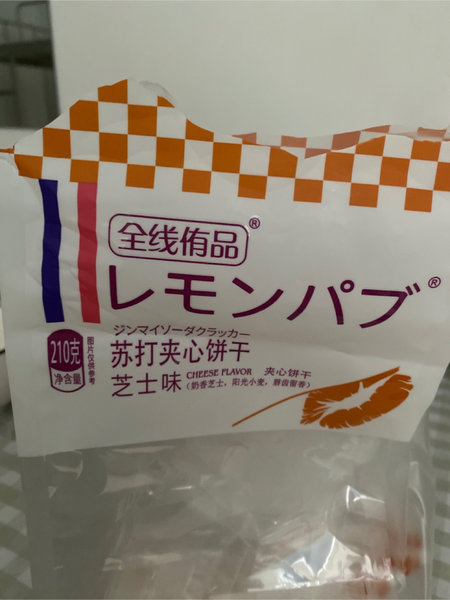 全线侑品®
レモンパブ®
ジンマイソーダクラッカー
苏打夹心饼干
芝士味 CHEESE FLAVOR 夹心饼干
(奶香芝士，阳光小麦，唇齿留香)
210克
净含量
图片仅供参考